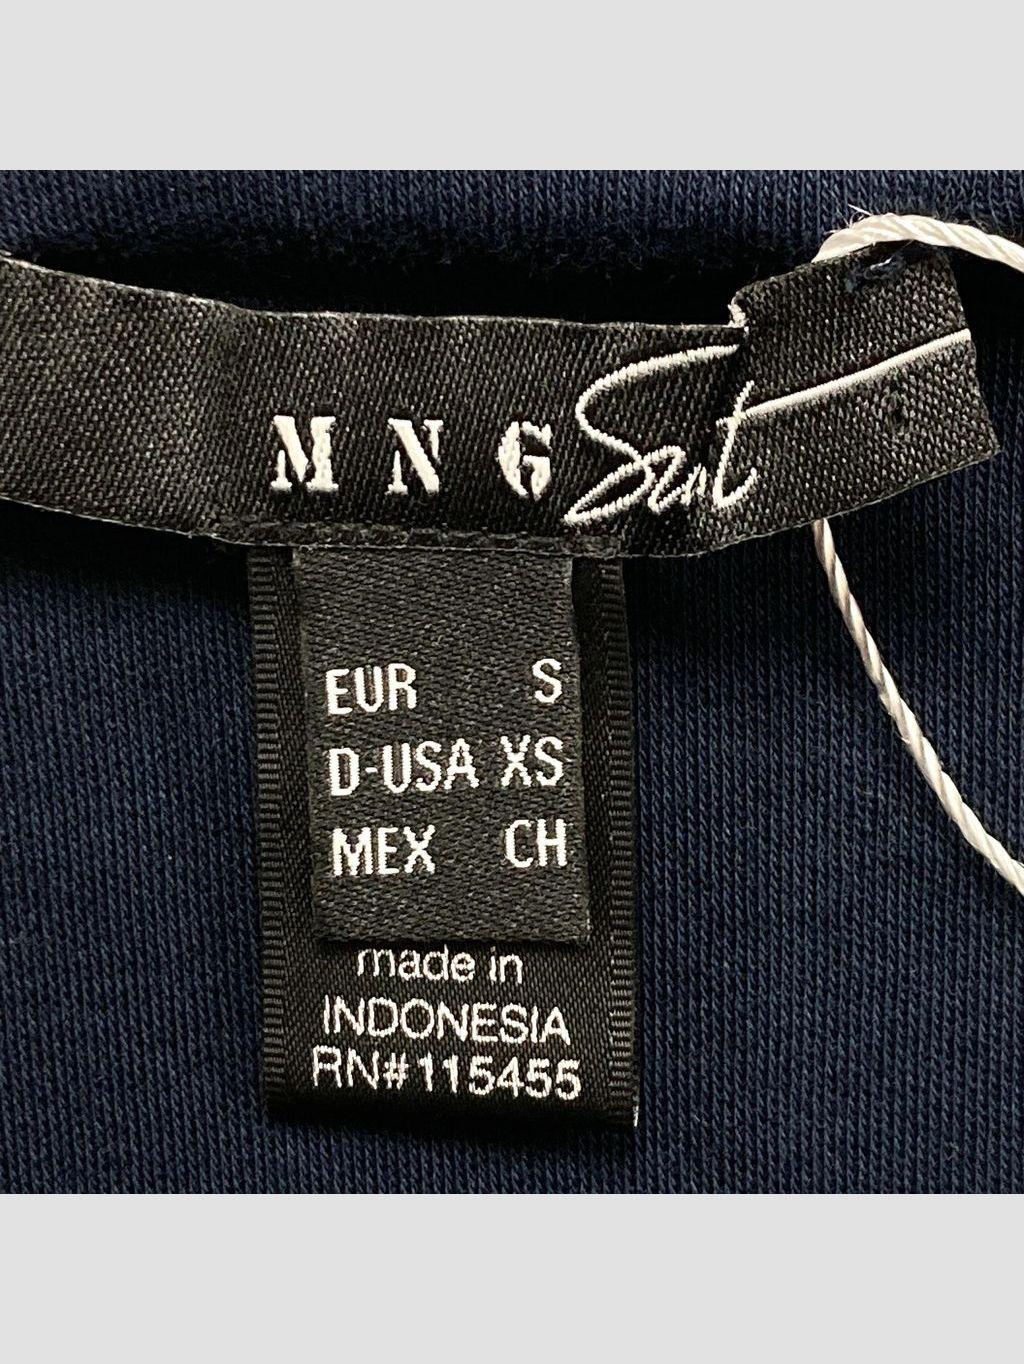 MNG Suit
EUR S
D-USA XS
MEX CH
made in
INDONESIA
RN#115455